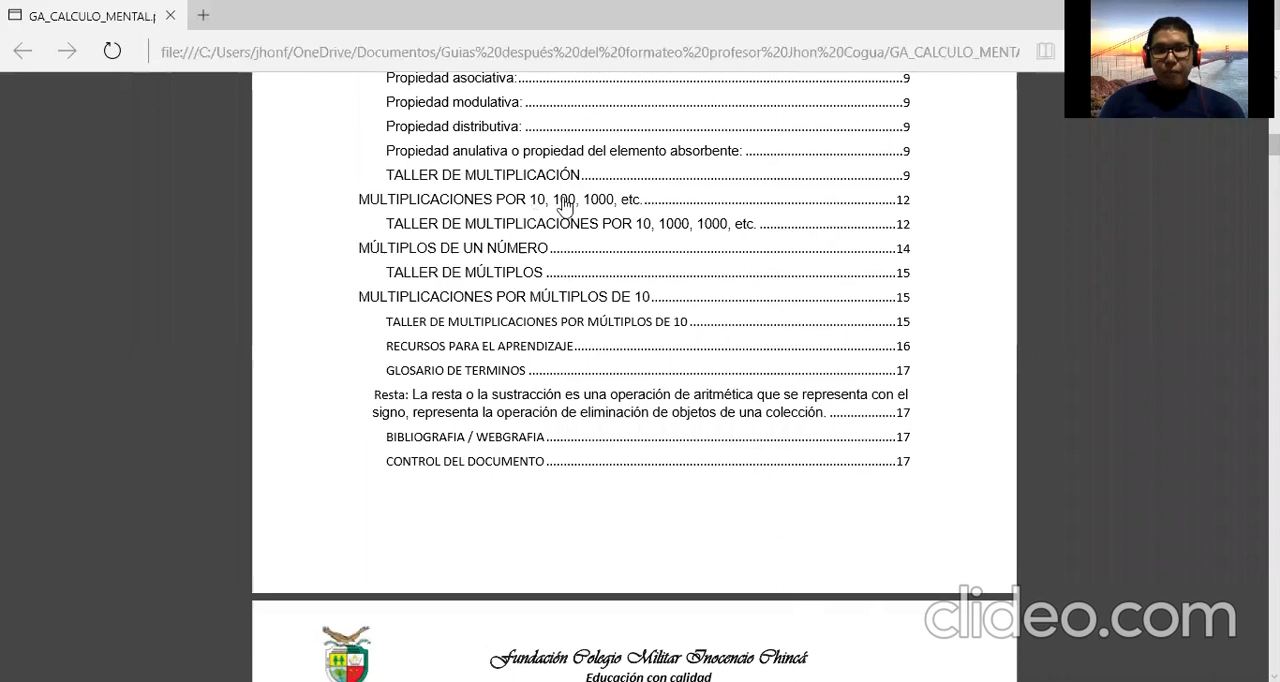 GA_CALCULO_MENTAL.p
file:///C:/Users/jhonf/OneDrive/Documentos/Guias%20después%20del%20formateo%20profesor%20Jhon%20Cogua/GA_CALCULO_MENTA
Propiedad asociativa:..........9
Propiedad modulativa: ..........9
Propiedad distributiva: ..........9
Propiedad anulativa o propiedad del elemento absorbente: ..........9
TALLER DE MULTIPLICACIÓN..........9
MULTIPLICACIONES POR 10, 100, 1000, etc...........12
TALLER DE MULTIPLICACIONES POR 10, 1000, 1000, etc. ..........12
MÚLTIPLOS DE UN NÚMERO..........14
TALLER DE MÚLTIPLOS ..........15
MULTIPLICACIONES POR MÚLTIPLOS DE 10..........15
TALLER DE MULTIPLICACIONES POR MÚLTIPLOS DE 10..........15
RECURSOS PARA EL APRENDIZAJE..........16
GLOSARIO DE TERMINOS ..........17
Resta: La resta o la sustracción es una operación de aritmética que se representa con el
signo, representa la operación de eliminación de objetos de una colección. ..........17
BIBLIOGRAFIA / WEBGRAFIA..........17
CONTROL DEL DOCUMENTO..........17
Fundación Colegio Militar Inocencio Chincá
Educación con calidad
clideo.com